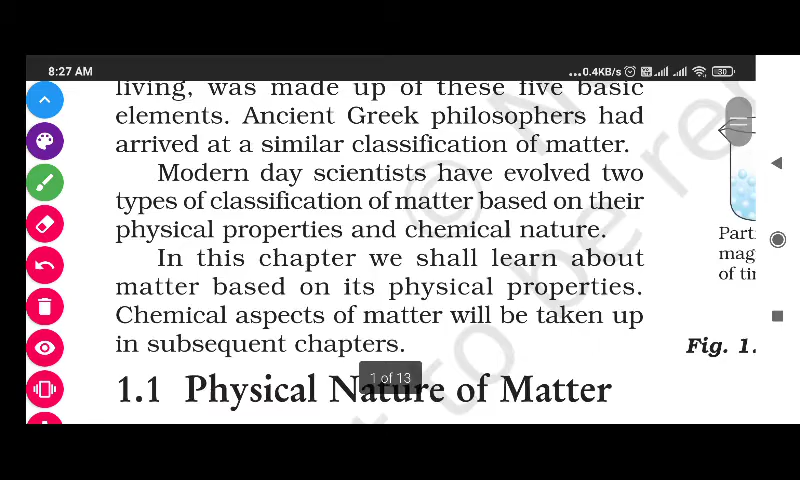 8:27 AM
...0.4KB/s
30
living, was made up of these five basic
elements. Ancient Greek philosophers had
arrived at a similar classification of matter.
Modern day scientists have evolved two
types of classification of matter based on their
physical properties and chemical nature.
In this chapter we shall learn about
matter based on its physical properties.
Chemical aspects of matter will be taken up
in subsequent chapters.
1 of 13
1.1 Physical Nature of Matter
Parti
mag
of tin
Fig. 1.